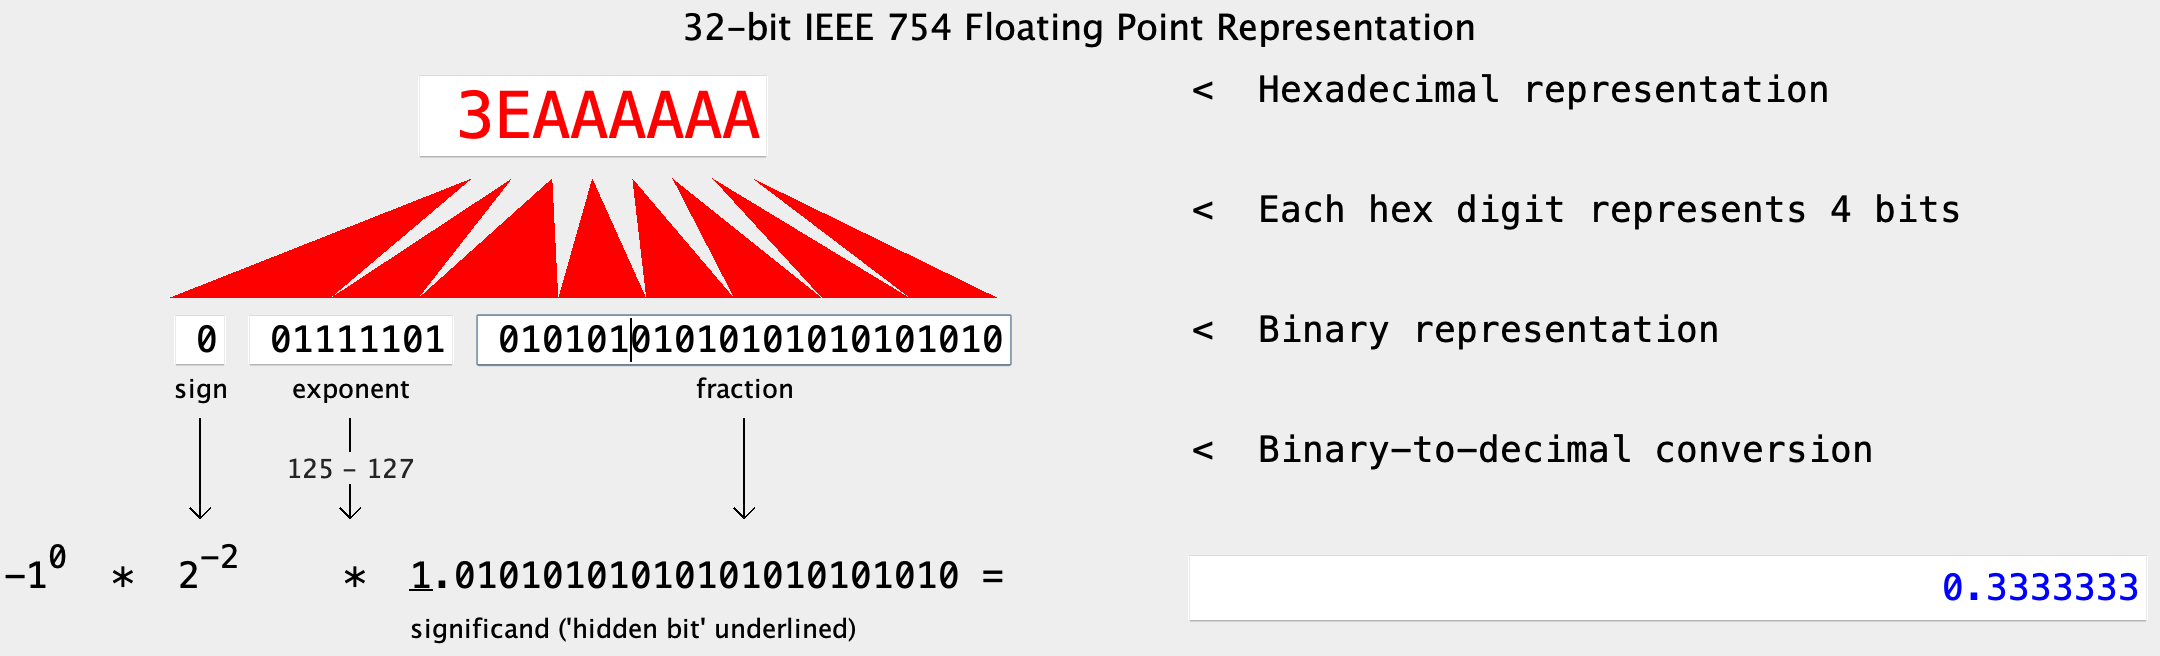 32-bit IEEE 754 Floating Point Representation
3EAAAAAA
< Hexadecimal representation
< Each hex digit represents 4 bits
0 01111101 01010101010101010101010
< Binary representation
sign exponent fraction
125 - 127
< Binary-to-decimal conversion
-1⁰ * 2⁻² * 1.01010101010101010101010 =
0.3333333
significand ('hidden bit' underlined)